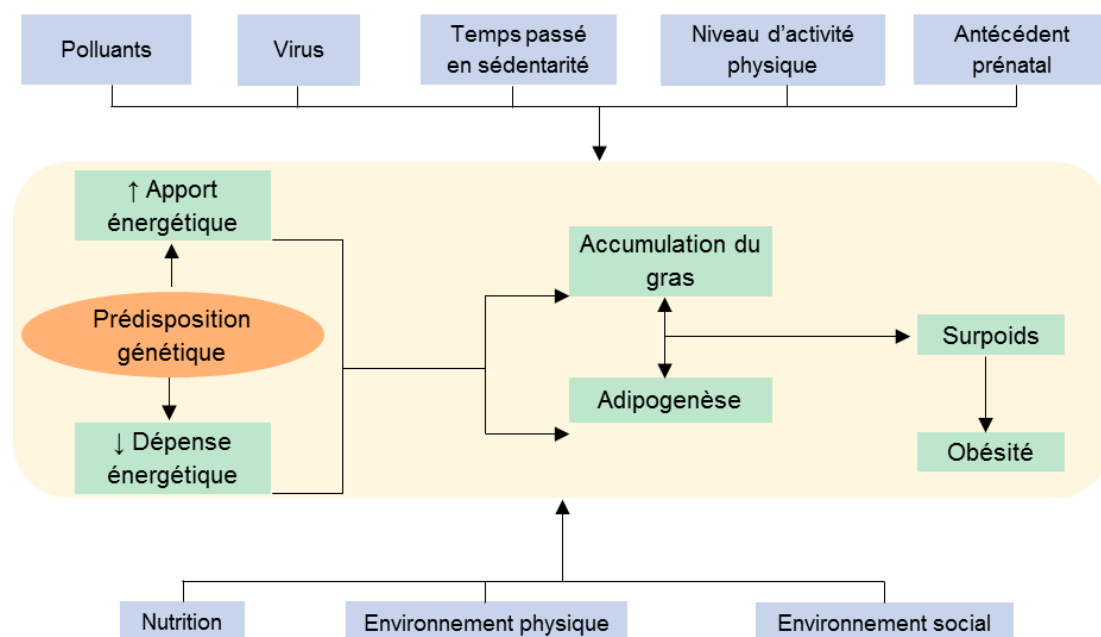 Polluants
Virus
Temps passé
en sédentarité
Niveau d'activité
physique
Antécédent
prénatal
↑ Apport
énergétique
Prédisposition
génétique
↓ Dépense
énergétique
Accumulation du
gras
Adipogenèse
Surpoids
Obésité
Nutrition
Environnement physique
Environnement social